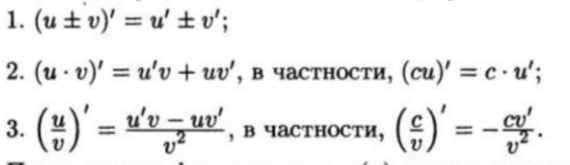 1. (u ± v)′ = u′ ± v′;
2. (u · v)′ = u′v + uv′, в частности, (cu)′ = c · u′;
3. (u/v)′ = (u′v − uv′)/v², в частности, (c/v)′ = −cv′/v².